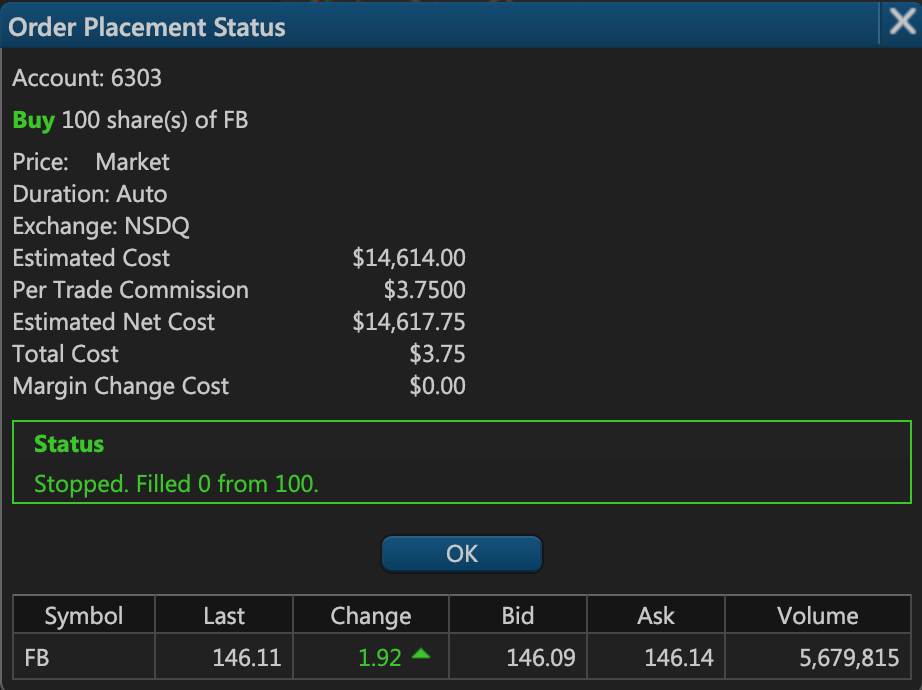 Order Placement Status
Account: 6303
Buy 100 share(s) of FB
Price: Market
Duration: Auto
Exchange: NSDQ
Estimated Cost $14,614.00
Per Trade Commission $3.7500
Estimated Net Cost $14,617.75
Total Cost $3.75
Margin Change Cost $0.00
Status
Stopped. Filled 0 from 100.
OK
Symbol Last Change Bid Ask Volume
FB 146.11 1.92 146.09 146.14 5,679,815